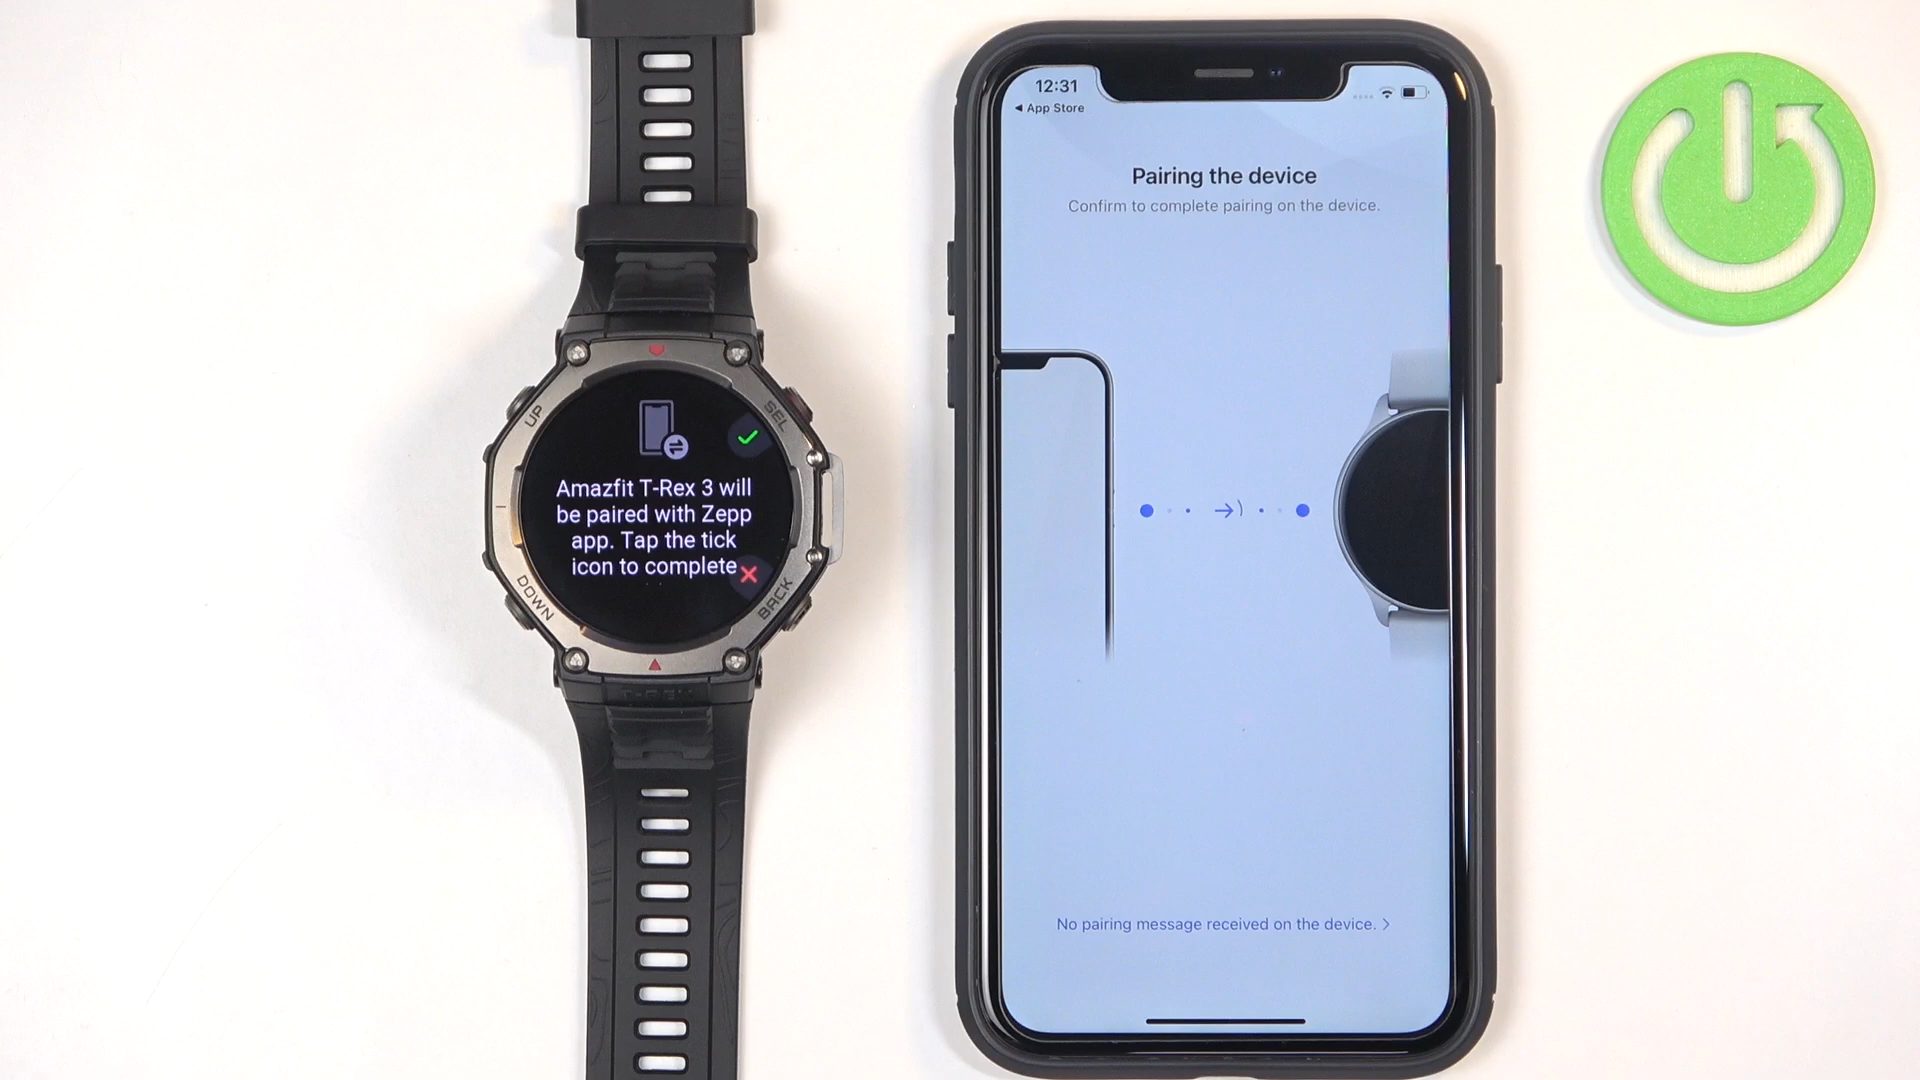 UP
SEL
DOWN
BACK
Amazfit T-Rex 3 will
be paired with Zepp
app. Tap the tick
icon to complete
T-REX
12:31
◀ App Store
Pairing the device
Confirm to complete pairing on the device.
No pairing message received on the device. >